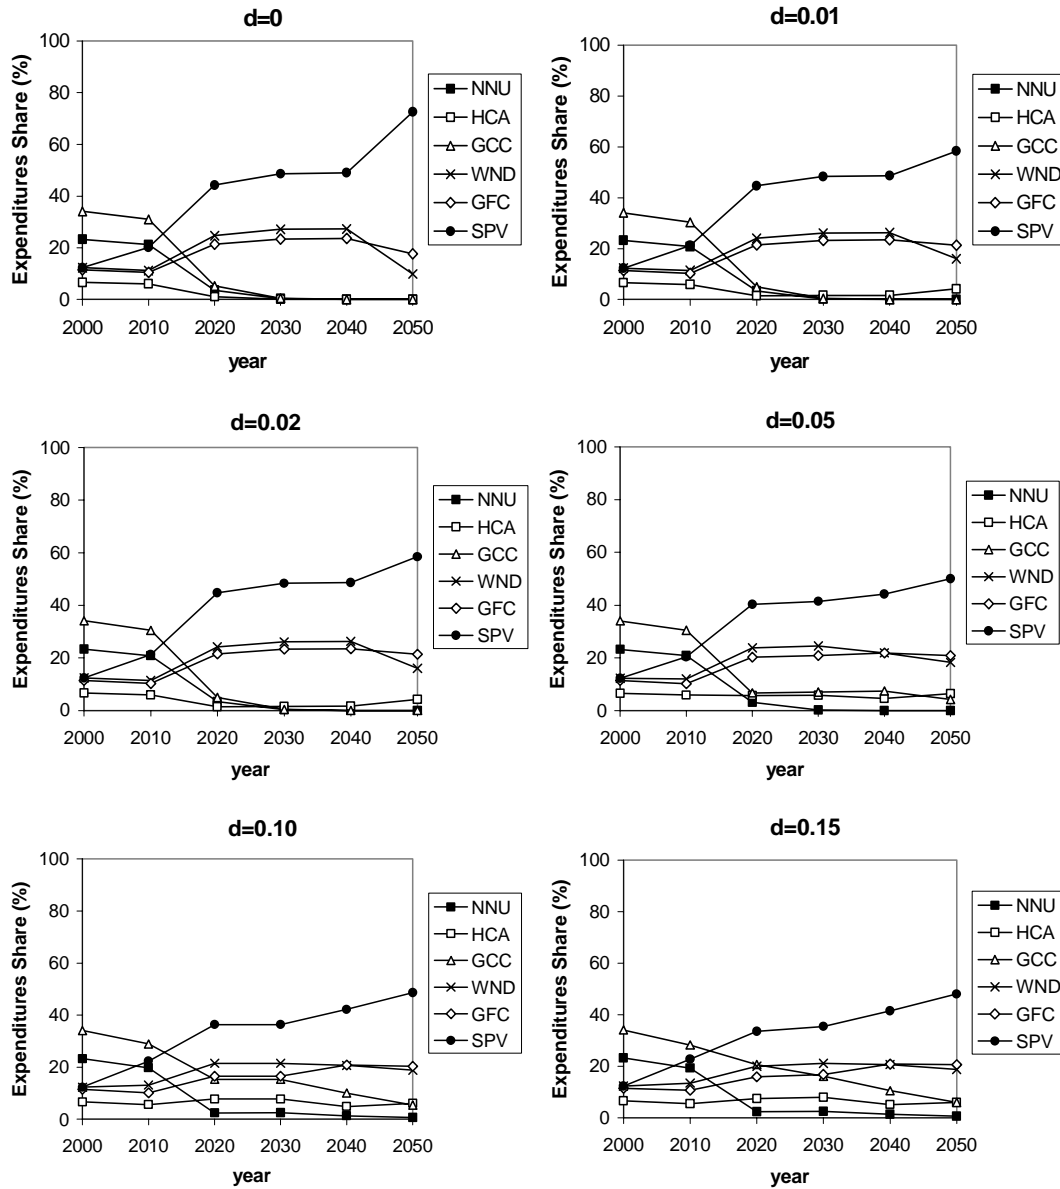 d=0
Expenditures Share (%)
100
80
60
40
20
0
2000 2010 2020 2030 2040 2050
year
NNU
HCA
GCC
WND
GFC
SPV
d=0.01
Expenditures Share (%)
100
80
60
40
20
0
2000 2010 2020 2030 2040 2050
year
NNU
HCA
GCC
WND
GFC
SPV
d=0.02
Expenditures Share (%)
100
80
60
40
20
0
2000 2010 2020 2030 2040 2050
year
NNU
HCA
GCC
WND
GFC
SPV
d=0.05
Expenditures Share (%)
100
80
60
40
20
0
2000 2010 2020 2030 2040 2050
year
NNU
HCA
GCC
WND
GFC
SPV
d=0.10
Expenditures Share (%)
100
80
60
40
20
0
2000 2010 2020 2030 2040 2050
year
NNU
HCA
GCC
WND
GFC
SPV
d=0.15
Expenditures Share (%)
100
80
60
40
20
0
2000 2010 2020 2030 2040 2050
year
NNU
HCA
GCC
WND
GFC
SPV